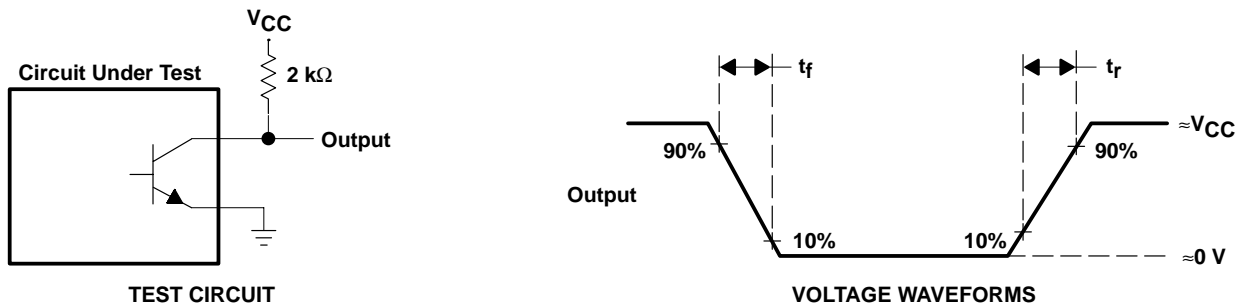 VCC
2 kΩ
Circuit Under Test
Output
TEST CIRCUIT
tf
tr
≈VCC
90%
90%
Output
10%
10%
≈0 V
VOLTAGE WAVEFORMS